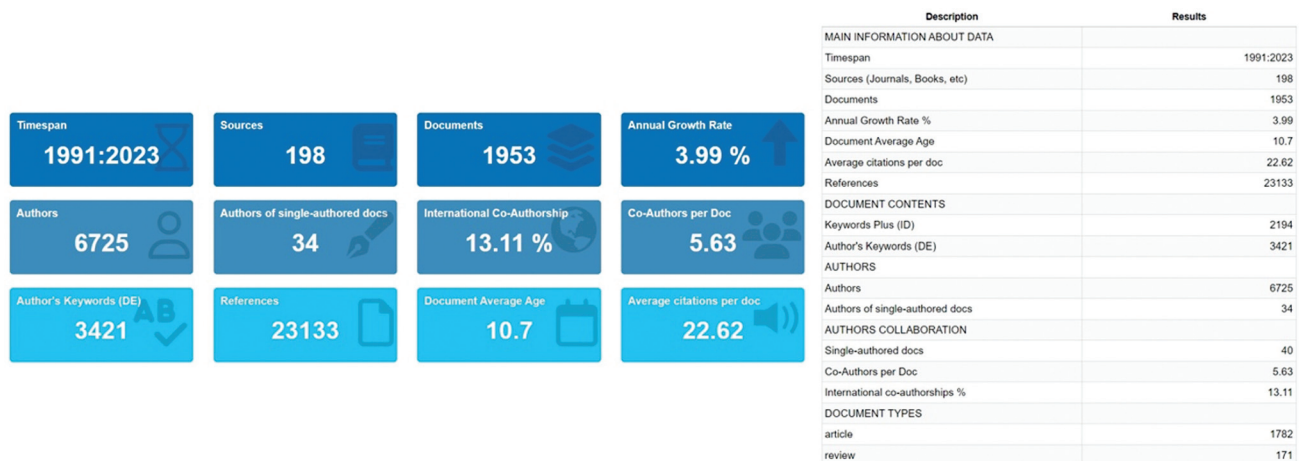 Timespan
1991:2023
Sources
198
Documents
1953
Annual Growth Rate
3.99 %
Authors
6725
Authors of single-authored docs
34
International Co-Authorship
13.11 %
Co-Authors per Doc
5.63
Author's Keywords (DE)
AB
3421
References
23133
Document Average Age
10.7
Average citations per doc
22.62
Description Results
MAIN INFORMATION ABOUT DATA
Timespan 1991:2023
Sources (Journals, Books, etc) 198
Documents 1953
Annual Growth Rate % 3.99
Document Average Age 10.7
Average citations per doc 22.62
References 23133
DOCUMENT CONTENTS
Keywords Plus (ID) 2194
Author's Keywords (DE) 3421
AUTHORS
Authors 6725
Authors of single-authored docs 34
AUTHORS COLLABORATION
Single-authored docs 40
Co-Authors per Doc 5.63
International co-authorships % 13.11
DOCUMENT TYPES
article 1782
review 171